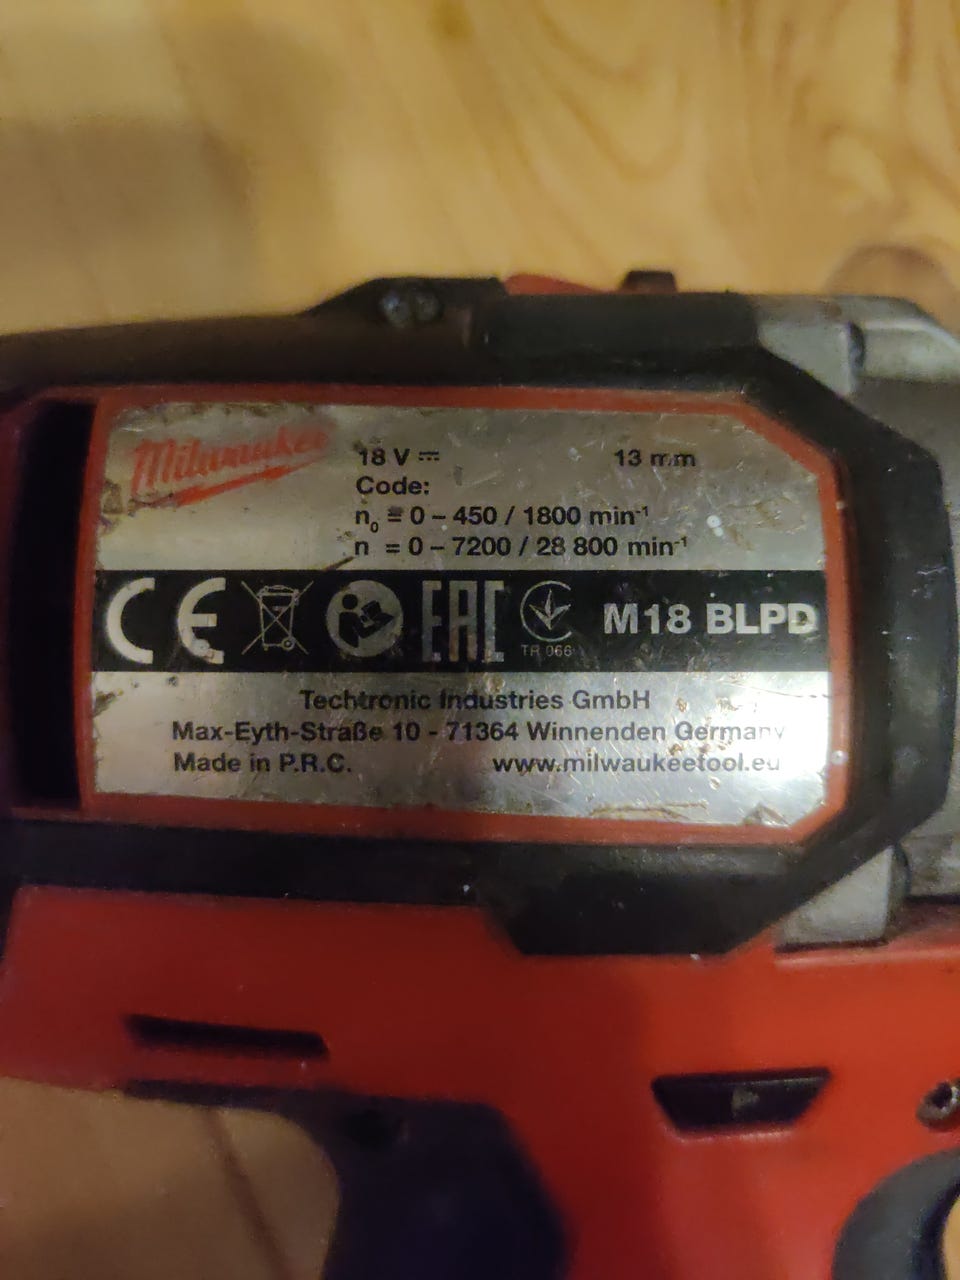 Milwaukee
18 V ⎓ 13 mm
Code:
n₀ = 0 – 450 / 1800 min⁻¹
n = 0 – 7200 / 28 800 min⁻¹
CE EAC TR 066 M18 BLPD
Techtronic Industries GmbH
Max-Eyth-Straße 10 - 71364 Winnenden Germany
Made in P.R.C. www.milwaukeetool.eu